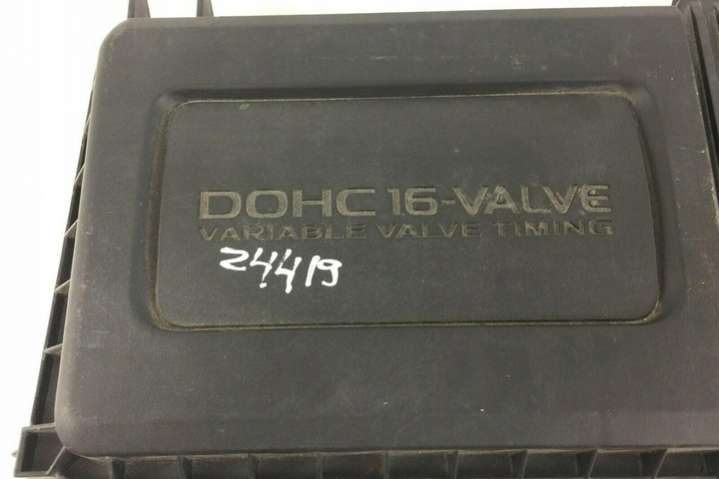 DOHC 16-VALVE
VARIABLE VALVE TIMING
24419